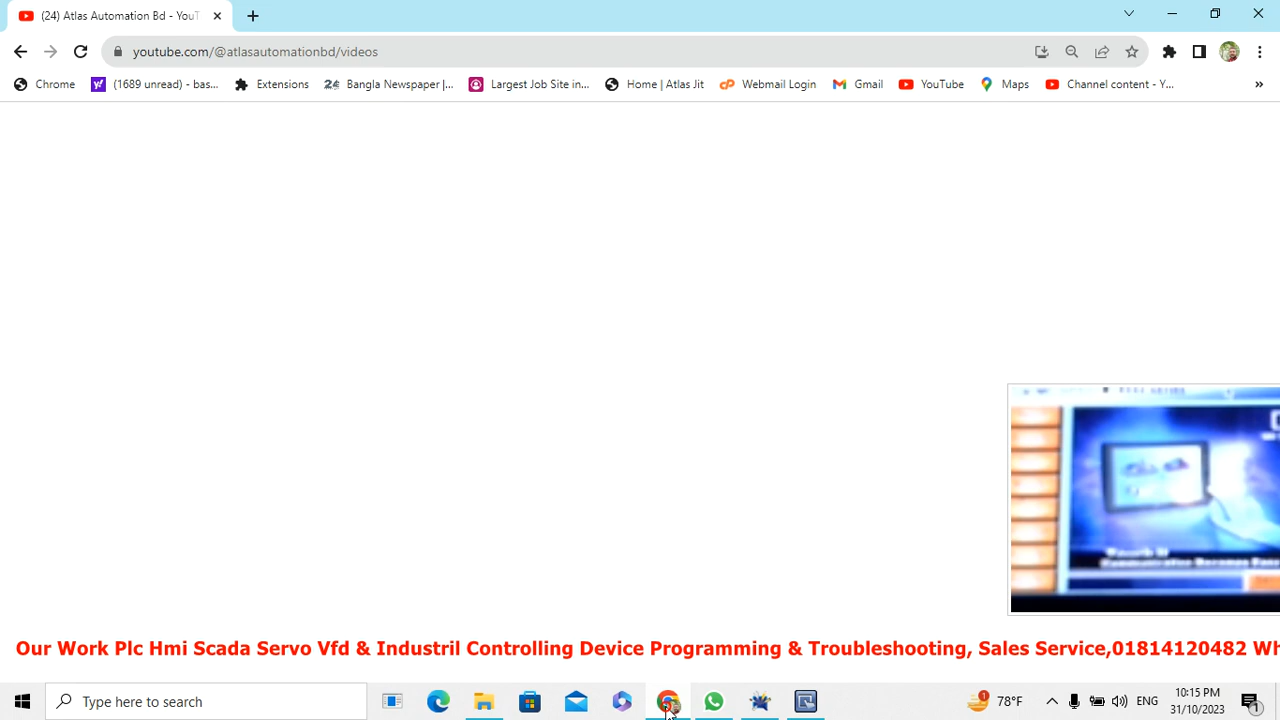 (24) Atlas Automation Bd - YouT
youtube.com/@atlasautomationbd/videos
Chrome (1689 unread) - bas... Extensions Bangla Newspaper |... Largest Job Site in... Home | Atlas Jit Webmail Login Gmail YouTube Maps Channel content - Y... »
Our Work Plc Hmi Scada Servo Vfd & Industril Controlling Device Programming & Troubleshooting, Sales Service,01814120482 Wh
Type here to search
1
78°F
ENG
10:15 PM
31/10/2023
1